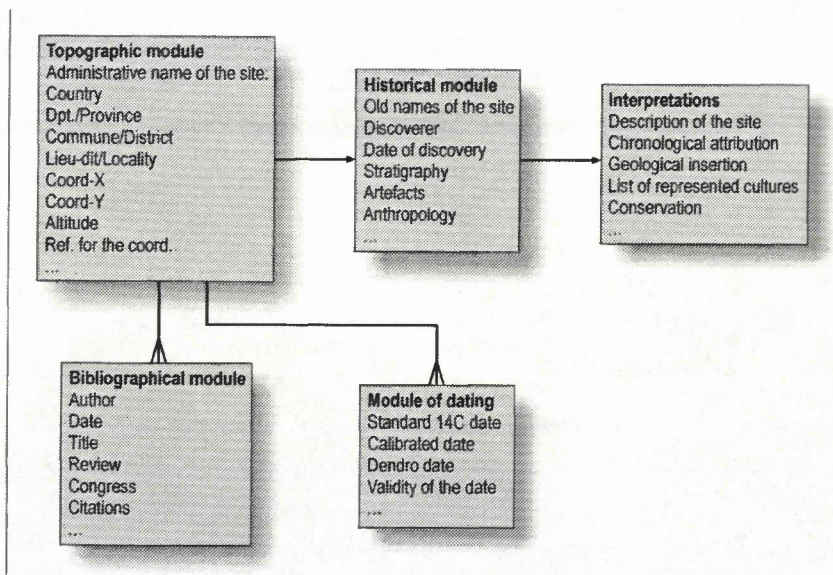 Topographic module
Administrative name of the site.
Country
Dpt./Province
Commune/District
Lieu-dit/Locality
Coord-X
Coord-Y
Altitude
Ref. for the coord.
...
Historical module
Old names of the site
Discoverer
Date of discovery
Stratigraphy
Artefacts
Anthropology
...
Interpretations
Description of the site
Chronological attribution
Geological insertion
List of represented cultures
Conservation
...
Bibliographical module
Author
Date
Title
Review
Congress
Citations
...
Module of dating
Standard 14C date
Calibrated date
Dendro date
Validity of the date
...